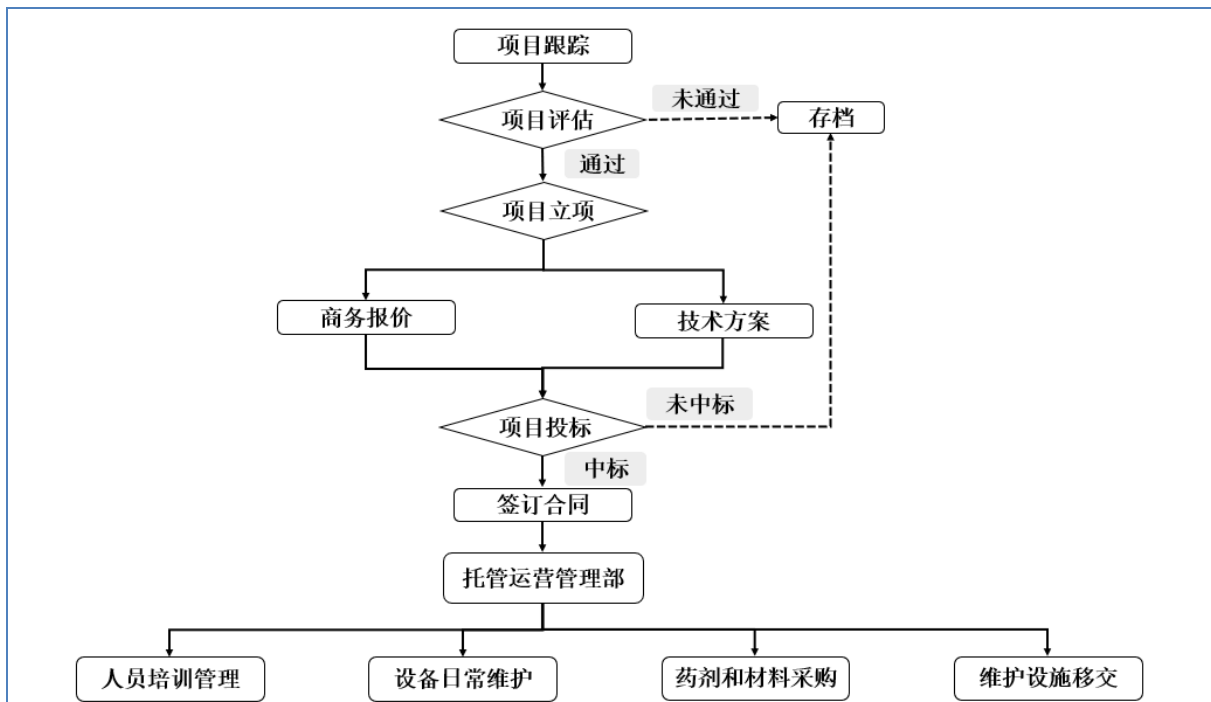 项目跟踪
未通过
项目评估
存档
通过
项目立项
商务报价
技术方案
未中标
项目投标
中标
签订合同
托管运营管理部
人员培训管理
设备日常维护
药剂和材料采购
维护设施移交